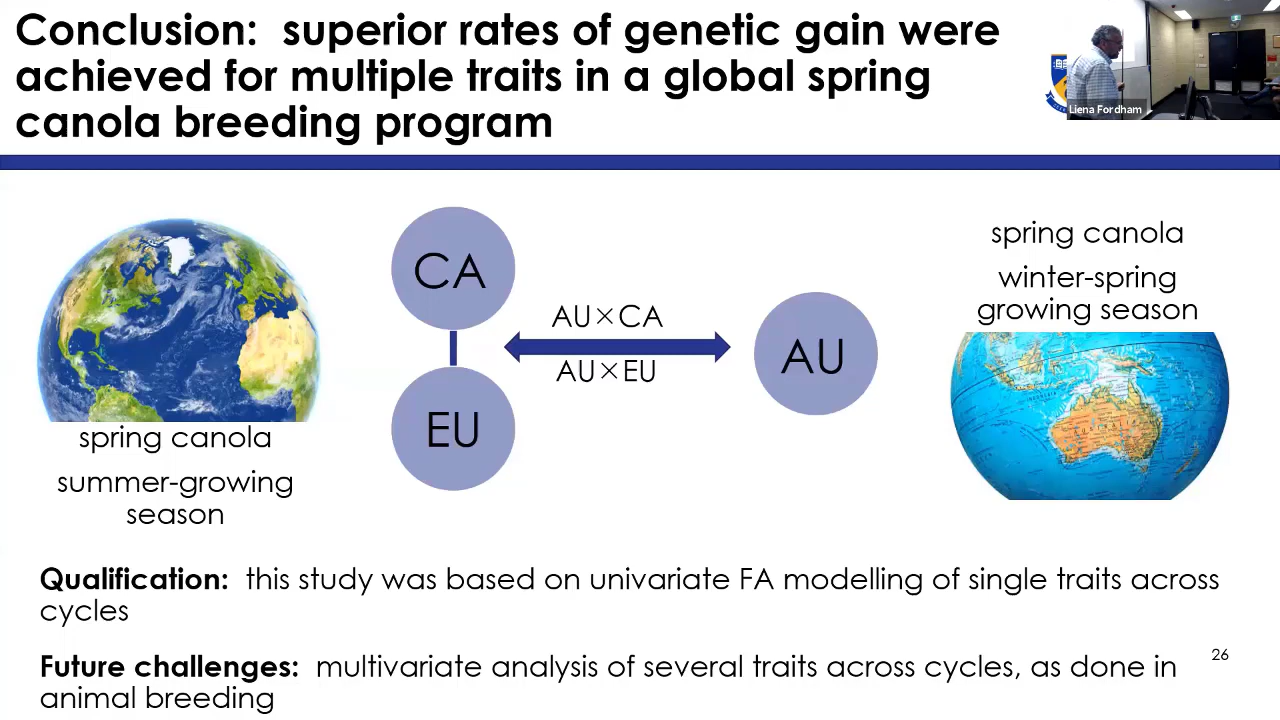 Conclusion:  superior rates of genetic gain were
achieved for multiple traits in a global spring
canola breeding program
Liena Fordham
CA
EU
AU×CA
AU×EU
AU
spring canola
winter-spring
growing season
spring canola
summer-growing
season
Qualification:  this study was based on univariate FA modelling of single traits across
cycles
Future challenges:  multivariate analysis of several traits across cycles, as done in
animal breeding
26